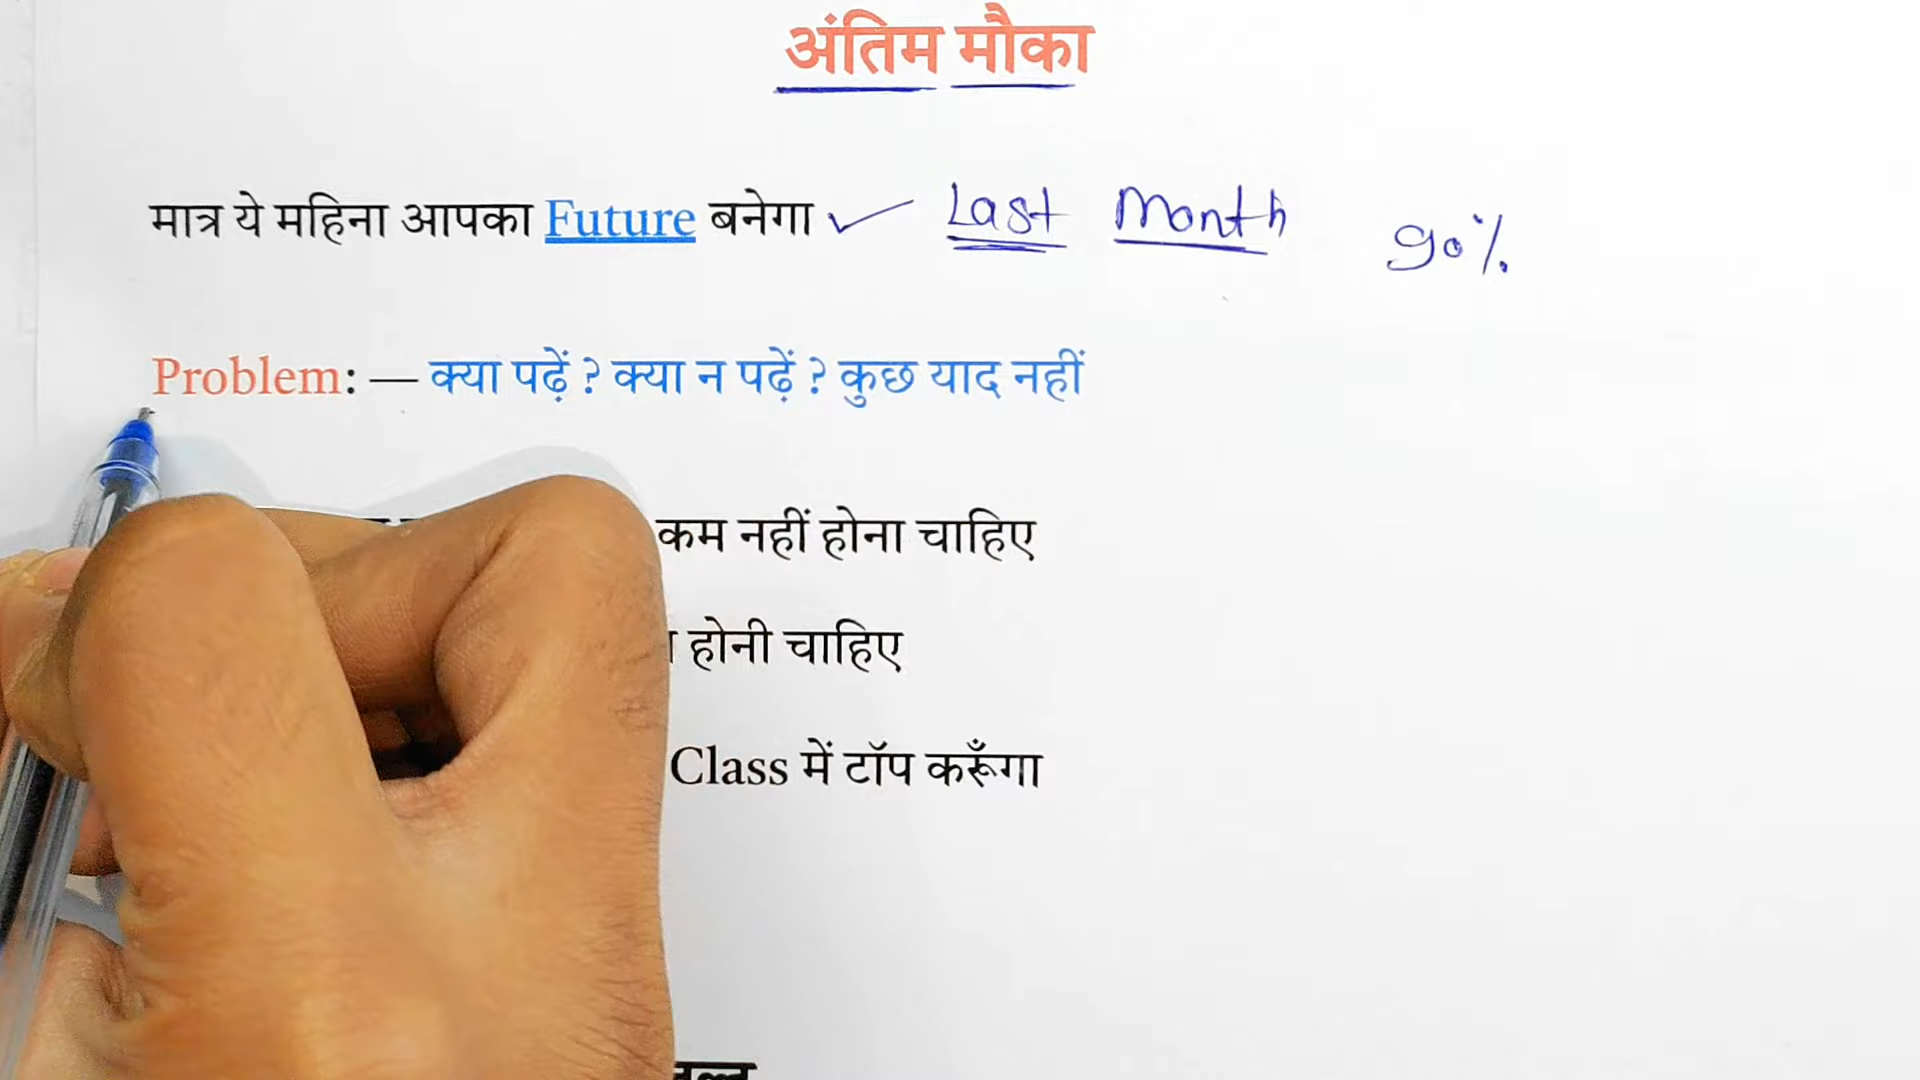 अंतिम मौका
मात्र ये महिना आपका Future बनेगा Last Month 90%
Problem: — क्या पढ़ें ? क्या न पढ़ें ? कुछ याद नहीं
कम नहीं होना चाहिए
होनी चाहिए
Class में टॉप करूँगा